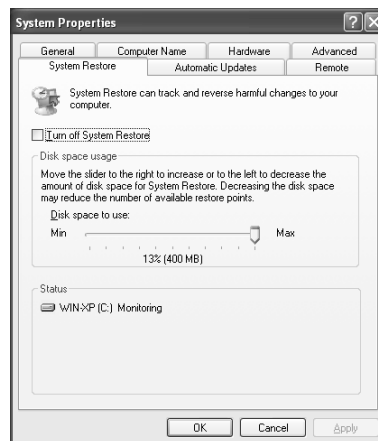 System Properties
General Computer Name Hardware Advanced
System Restore Automatic Updates Remote
System Restore can track and reverse harmful changes to your
computer.
Turn off System Restore
Disk space usage
Move the slider to the right to increase or to the left to decrease the
amount of disk space for System Restore. Decreasing the disk space
may reduce the number of available restore points.
Disk space to use:
Min Max
13% (400 MB)
Status
WIN-XP (C:) Monitoring
OK Cancel Apply